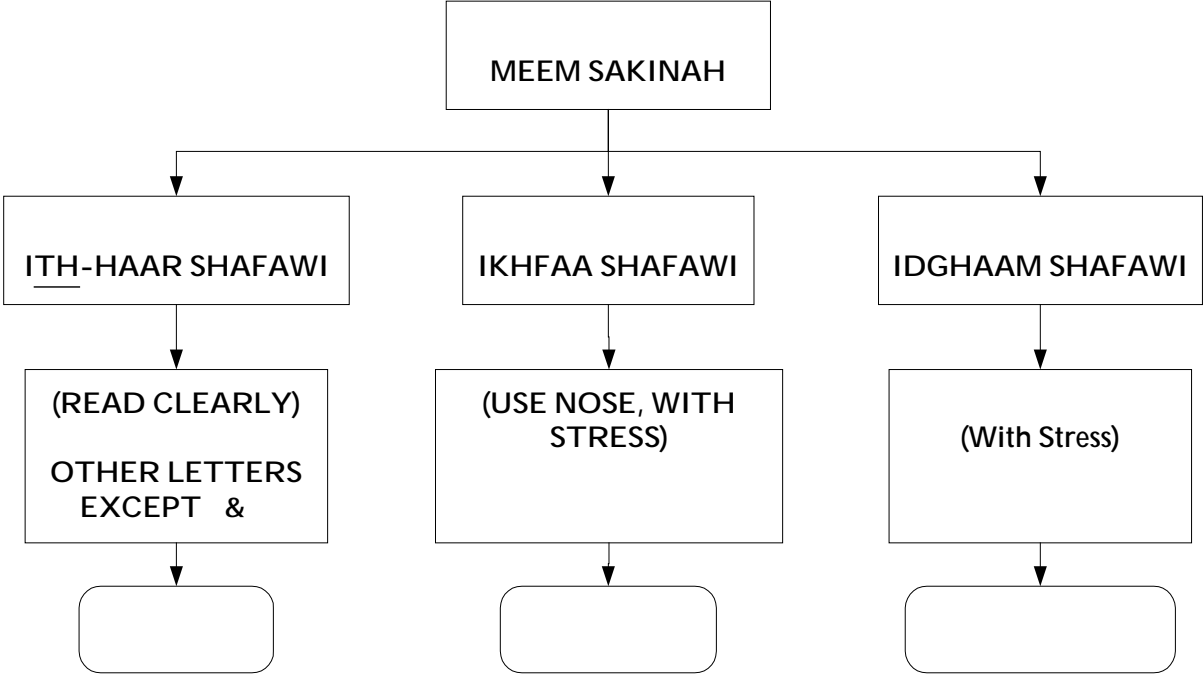 MEEM SAKINAH
ITH-HAAR SHAFAWI
IKHFAA SHAFAWI
IDGHAAM SHAFAWI
(READ CLEARLY)
OTHER LETTERS
EXCEPT &
(USE NOSE, WITH
STRESS)
(With Stress)